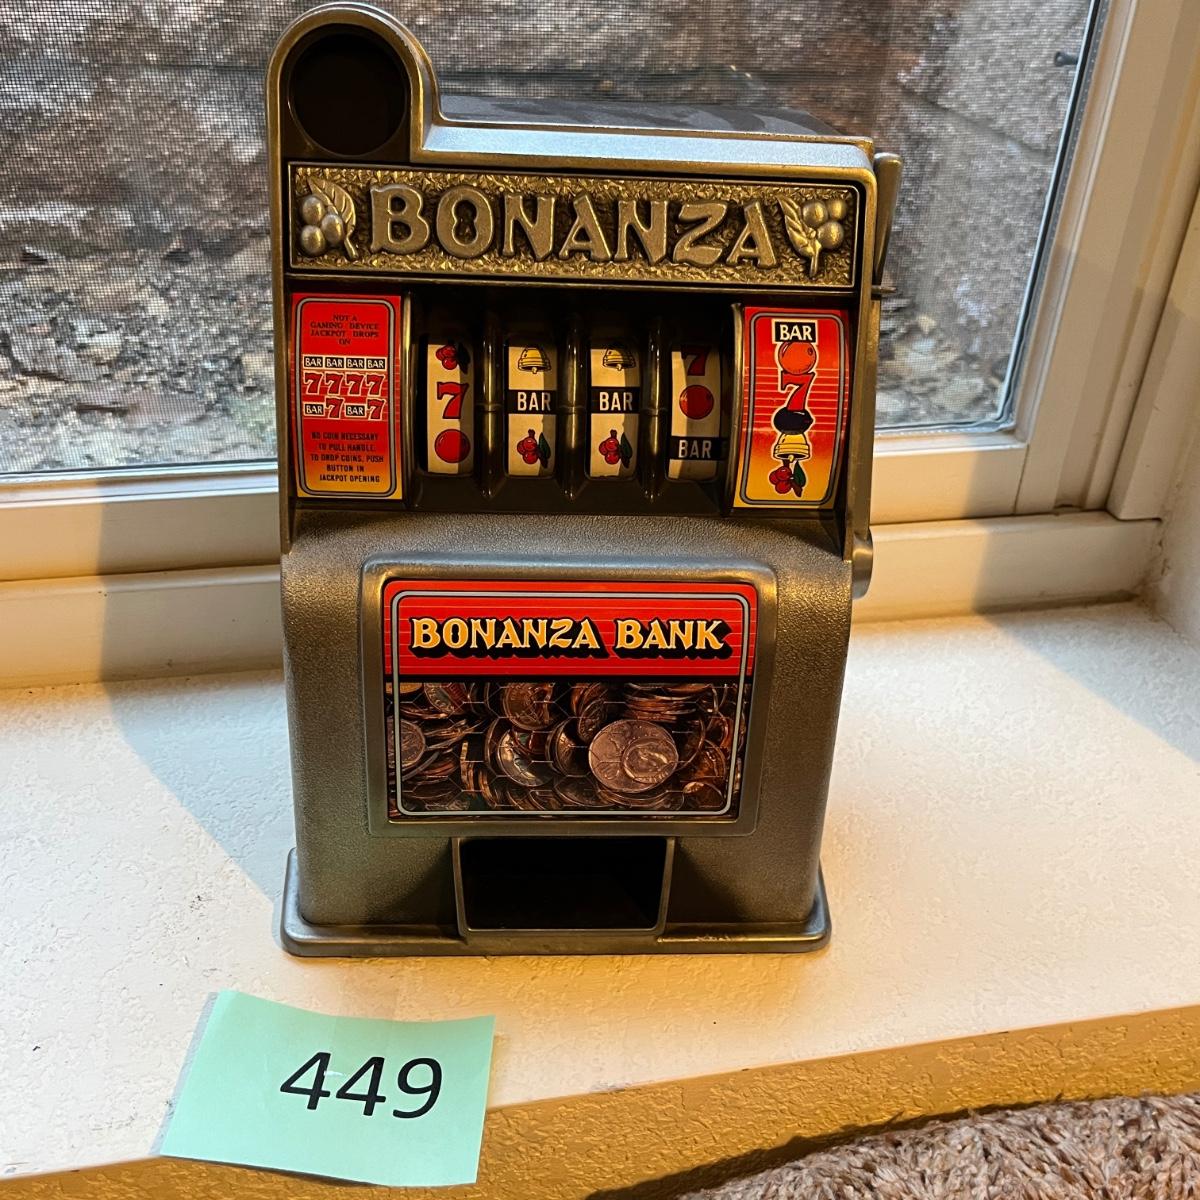 BONANZA
NOT A
GAMING DEVICE
JACKPOT DROPS
ON
BAR BAR BAR BAR
7777
BAR 7 BAR 7
NO COIN NECESSARY
TO PULL HANDLE,
TO DROP COINS, PUSH
BUTTON IN
JACKPOT OPENING
7
BAR
BAR
7
BAR
BAR
7
BONANZA BANK
449